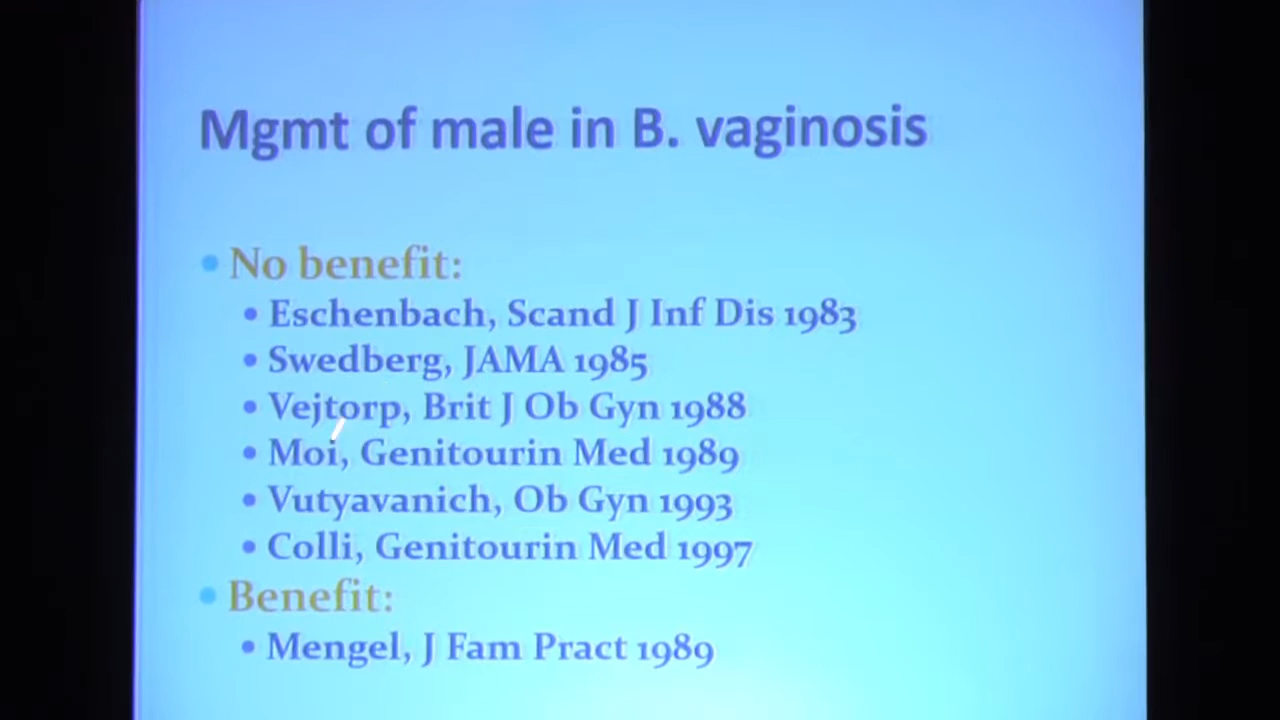 Mgmt of male in B. vaginosis
• No benefit:
• Eschenbach, Scand J Inf Dis 1983
• Swedberg, JAMA 1985
• Vejtorp, Brit J Ob Gyn 1988
• Moi, Genitourin Med 1989
• Vutyavanich, Ob Gyn 1993
• Colli, Genitourin Med 1997
• Benefit:
• Mengel, J Fam Pract 1989